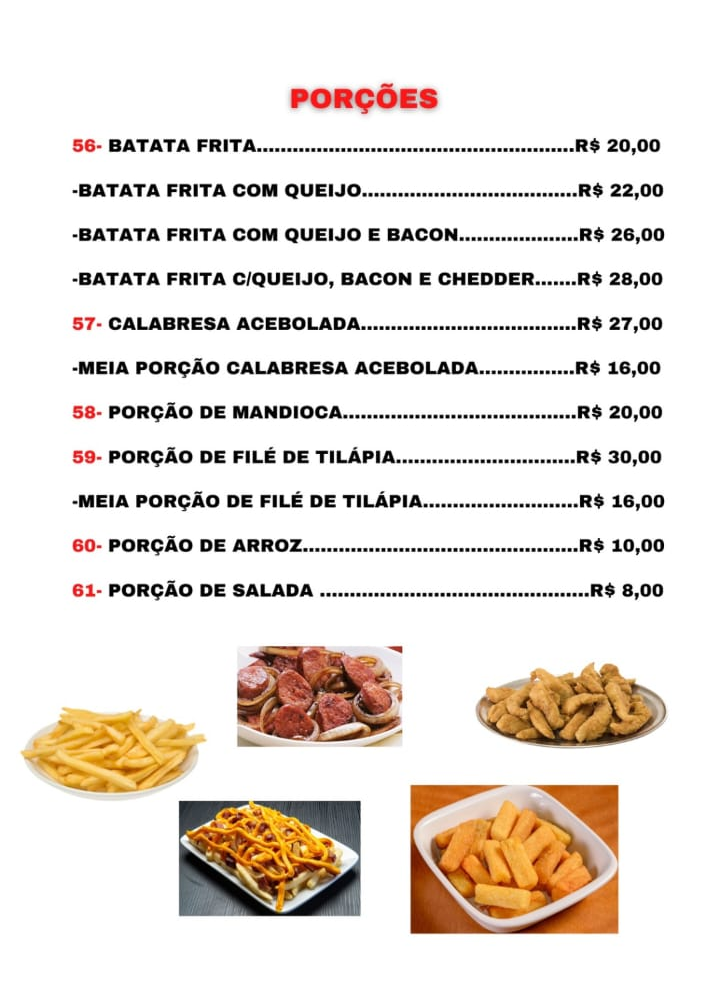 PORÇÕES
56- BATATA FRITA.....................................................R$ 20,00
-BATATA FRITA COM QUEIJO....................................R$ 22,00
-BATATA FRITA COM QUEIJO E BACON....................R$ 26,00
-BATATA FRITA C/QUEIJO, BACON E CHEDDER.......R$ 28,00
57- CALABRESA ACEBOLADA....................................R$ 27,00
-MEIA PORÇÃO CALABRESA ACEBOLADA................R$ 16,00
58- PORÇÃO DE MANDIOCA.......................................R$ 20,00
59- PORÇÃO DE FILÉ DE TILÁPIA..............................R$ 30,00
-MEIA PORÇÃO DE FILÉ DE TILÁPIA..........................R$ 16,00
60- PORÇÃO DE ARROZ..............................................R$ 10,00
61- PORÇÃO DE SALADA .............................................R$ 8,00